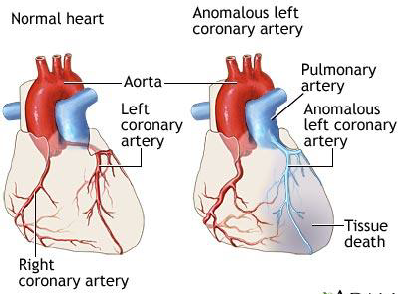 Normal heart
Anomalous left
coronary artery
Aorta
Left
coronary
artery
Pulmonary
artery
Anomalous
left coronary
artery
Tissue
death
Right
coronary artery